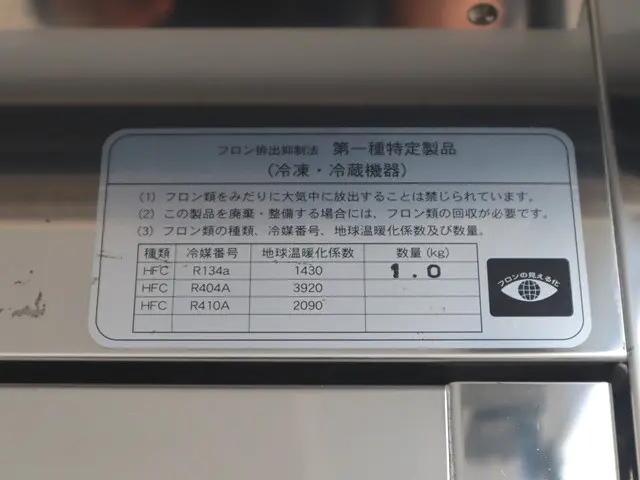 フロン排出抑制法 第一種特定製品
(冷凍・冷蔵機器)
(1) フロン類をみだりに大気中に放出することは禁じられています。
(2) この製品を廃棄・整備する場合には、フロン類の回収が必要です。
(3) フロン類の種類、冷媒番号、地球温暖化係数及び数量。
種類 冷媒番号 地球温暖化係数 数量(kg)
HFC R134a 1430 1.0
HFC R404A 3920
HFC R410A 2090
フロンの見える化